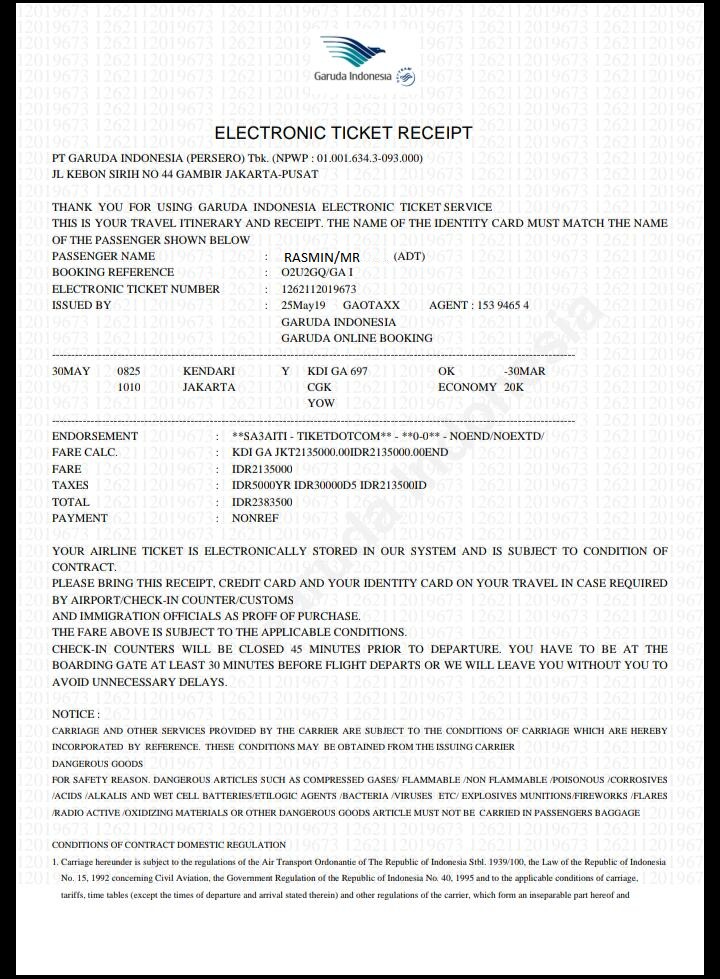 Garuda Indonesia
ELECTRONIC TICKET RECEIPT
PT GARUDA INDONESIA (PERSERO) Tbk. (NPWP : 01.001.634.3-093.000)
JL KEBON SIRIH NO 44 GAMBIR JAKARTA-PUSAT
THANK YOU FOR USING GARUDA INDONESIA ELECTRONIC TICKET SERVICE
THIS IS YOUR TRAVEL ITINERARY AND RECEIPT. THE NAME OF THE IDENTITY CARD MUST MATCH THE NAME
OF THE PASSENGER SHOWN BELOW
PASSENGER NAME : RASMIN/MR (ADT)
BOOKING REFERENCE : O2U2GQ/GA I
ELECTRONIC TICKET NUMBER : 1262112019673
ISSUED BY : 25May19 GAOTAXX AGENT : 153 9465 4
GARUDA INDONESIA
GARUDA ONLINE BOOKING
30MAY 0825 KENDARI Y KDI GA 697 OK -30MAR
1010 JAKARTA CGK ECONOMY 20K
YOW
ENDORSEMENT : **SA3AITI - TIKETDOTCOM** - **0-0** - NOEND/NOEXTD/
FARE CALC. : KDI GA JKT2135000.00IDR2135000.00END
FARE : IDR2135000
TAXES : IDR5000YR IDR30000D5 IDR213500ID
TOTAL : IDR2383500
PAYMENT : NONREF
YOUR AIRLINE TICKET IS ELECTRONICALLY STORED IN OUR SYSTEM AND IS SUBJECT TO CONDITION OF
CONTRACT.
PLEASE BRING THIS RECEIPT, CREDIT CARD AND YOUR IDENTITY CARD ON YOUR TRAVEL IN CASE REQUIRED
BY AIRPORT/CHECK-IN COUNTER/CUSTOMS
AND IMMIGRATION OFFICIALS AS PROFF OF PURCHASE.
THE FARE ABOVE IS SUBJECT TO THE APPLICABLE CONDITIONS.
CHECK-IN COUNTERS WILL BE CLOSED 45 MINUTES PRIOR TO DEPARTURE. YOU HAVE TO BE AT THE
BOARDING GATE AT LEAST 30 MINUTES BEFORE FLIGHT DEPARTS OR WE WILL LEAVE YOU WITHOUT YOU TO
AVOID UNNECESSARY DELAYS.
NOTICE :
CARRIAGE AND OTHER SERVICES PROVIDED BY THE CARRIER ARE SUBJECT TO THE CONDITIONS OF CARRIAGE WHICH ARE HEREBY
INCORPORATED BY REFERENCE. THESE CONDITIONS MAY BE OBTAINED FROM THE ISSUING CARRIER
DANGEROUS GOODS
FOR SAFETY REASON. DANGEROUS ARTICLES SUCH AS COMPRESSED GASES/ FLAMMABLE /NON FLAMMABLE /POISONOUS /CORROSIVES
/ACIDS /ALKALIS AND WET CELL BATTERIES/ETILOGIC AGENTS /BACTERIA /VIRUSES ETC/ EXPLOSIVES MUNITIONS/FIREWORKS /FLARES
/RADIO ACTIVE /OXIDIZING MATERIALS OR OTHER DANGEROUS GOODS ARTICLE MUST NOT BE CARRIED IN PASSENGERS BAGGAGE
CONDITIONS OF CONTRACT DOMESTIC REGULATION
1. Carriage hereunder is subject to the regulations of the Air Transport Ordonantie of The Republic of Indonesia Stbl. 1939/100, the Law of the Republic of Indonesia
No. 15, 1992 concerning Civil Aviation, the Government Regulation of the Republic of Indonesia No. 40, 1995 and to the applicable conditions of carriage,
tariffs, time tables (except the times of departure and arrival stated therein) and other regulations of the carrier, which form an inseparable part hereof and